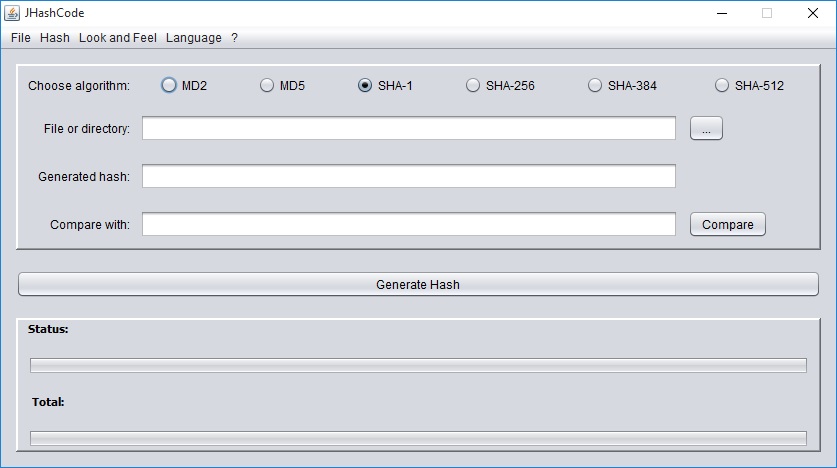 JHashCode
File Hash Look and Feel Language ?
Choose algorithm: MD2 MD5 SHA-1 SHA-256 SHA-384 SHA-512
File or directory: ...
Generated hash:
Compare with: Compare
Generate Hash
Status:
Total: